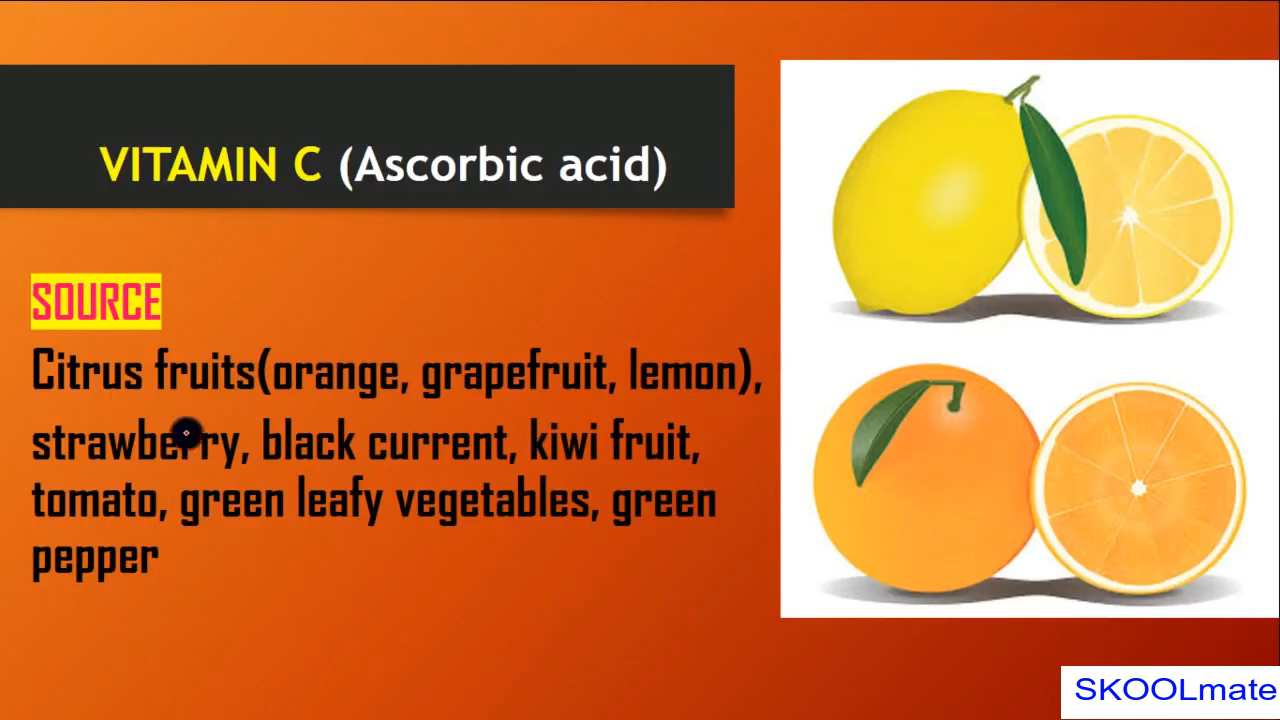 VITAMIN C (Ascorbic acid)
SOURCE
Citrus fruits(orange, grapefruit, lemon),
strawberry, black current, kiwi fruit,
tomato, green leafy vegetables, green
pepper
SKOOLmate